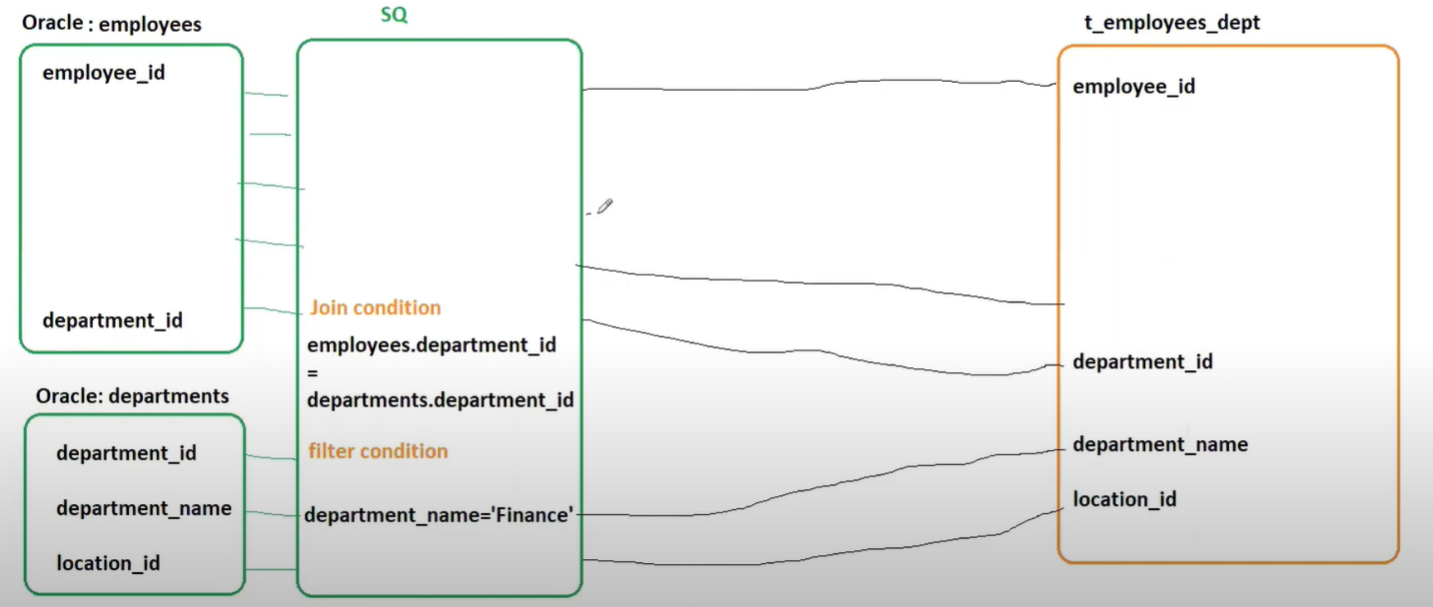 Oracle : employees
employee_id
department_id
Oracle: departments
department_id
department_name
location_id
SQ
Join condition
employees.department_id
=
departments.department_id
filter condition
department_name='Finance'
t_employees_dept
employee_id
department_id
department_name
location_id